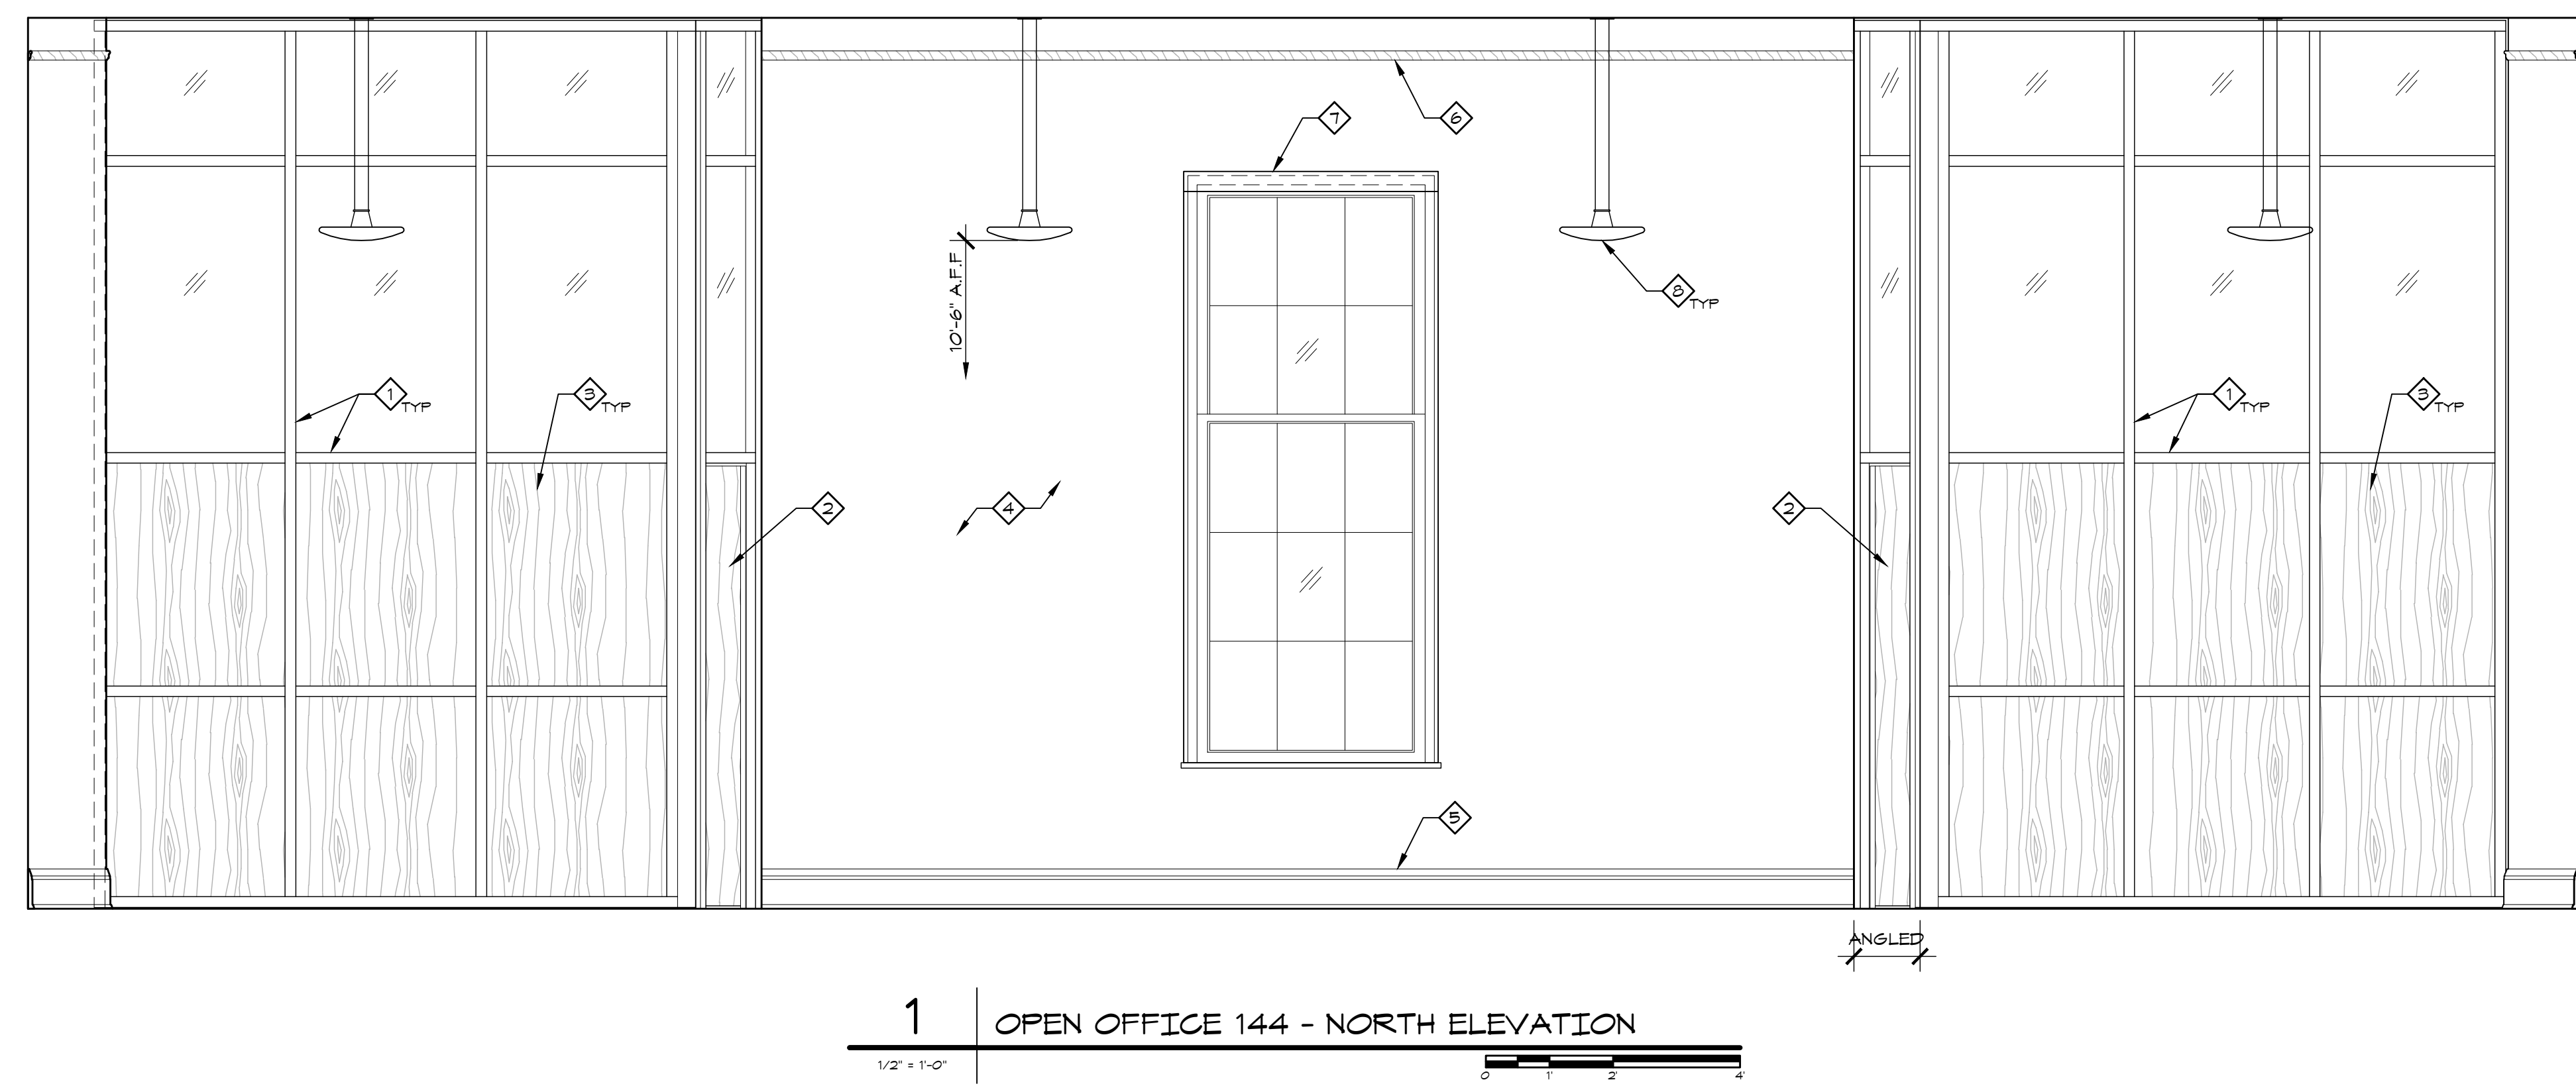 7
6
10'-6" A.F.F
8
TYP
1
TYP
3
TYP
1
TYP
3
TYP
2
4
2
5
ANGLED
1
OPEN OFFICE 144 - NORTH ELEVATION
1/2" = 1'-0"
0 1' 2' 4'